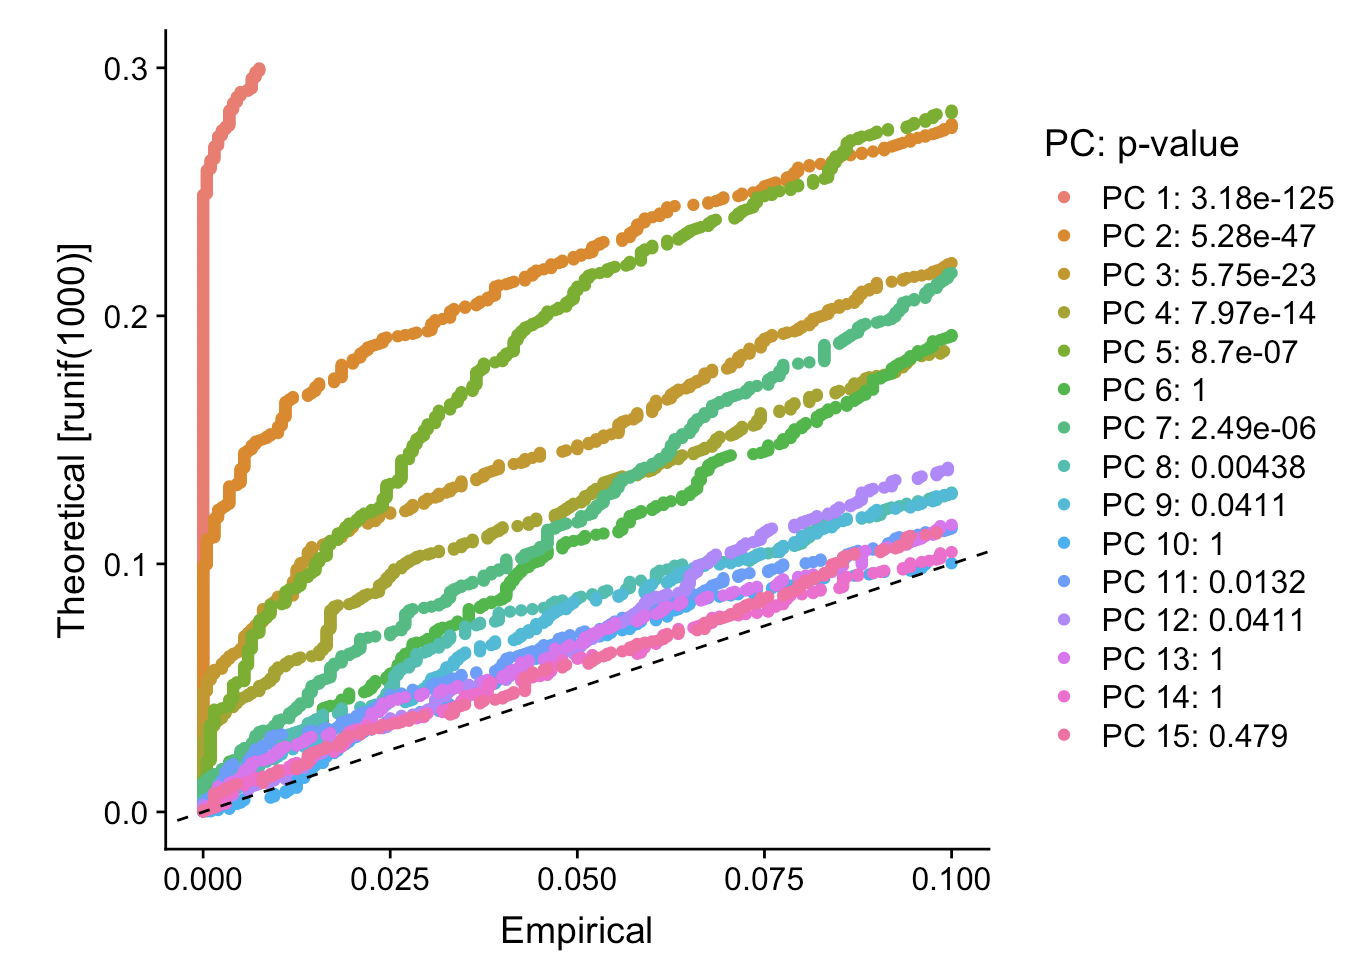 0.3
0.2
0.1
0.0
Theoretical [runif(1000)]
0.000 0.025 0.050 0.075 0.100
Empirical
PC: p-value
PC 1: 3.18e-125
PC 2: 5.28e-47
PC 3: 5.75e-23
PC 4: 7.97e-14
PC 5: 8.7e-07
PC 6: 1
PC 7: 2.49e-06
PC 8: 0.00438
PC 9: 0.0411
PC 10: 1
PC 11: 0.0132
PC 12: 0.0411
PC 13: 1
PC 14: 1
PC 15: 0.479